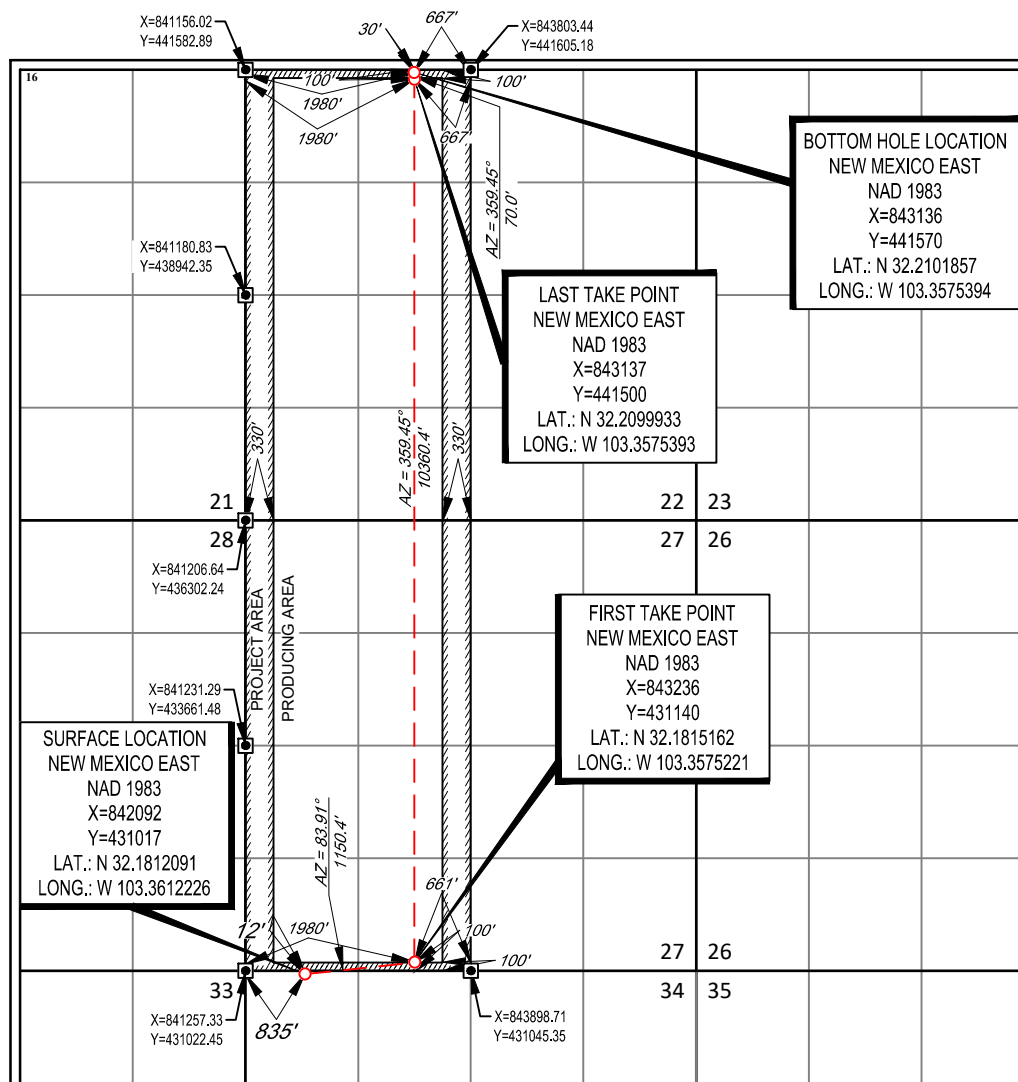 X=841156.02
Y=441582.89
30'
667'
X=843803.44
Y=441605.18
16
100'
100'
1980'
1980'
667'
AZ = 359.45°
70.0'
BOTTOM HOLE LOCATION
NEW MEXICO EAST
NAD 1983
X=843136
Y=441570
LAT.: N 32.2101857
LONG.: W 103.3575394
X=841180.83
Y=438942.35
LAST TAKE POINT
NEW MEXICO EAST
NAD 1983
X=843137
Y=441500
LAT.: N 32.2099933
LONG.: W 103.3575393
330'
AZ = 359.45°
10360.4'
330'
21
22
23
28
27
26
X=841206.64
Y=436302.24
PROJECT AREA
PRODUCING AREA
FIRST TAKE POINT
NEW MEXICO EAST
NAD 1983
X=843236
Y=431140
LAT.: N 32.1815162
LONG.: W 103.3575221
X=841231.29
Y=433661.48
SURFACE LOCATION
NEW MEXICO EAST
NAD 1983
X=842092
Y=431017
LAT.: N 32.1812091
LONG.: W 103.3612226
AZ = 83.91°
1150.4'
661'
12'
1980'
100'
100'
27
26
33
34
35
X=841257.33
Y=431022.45
835'
X=843898.71
Y=431045.35